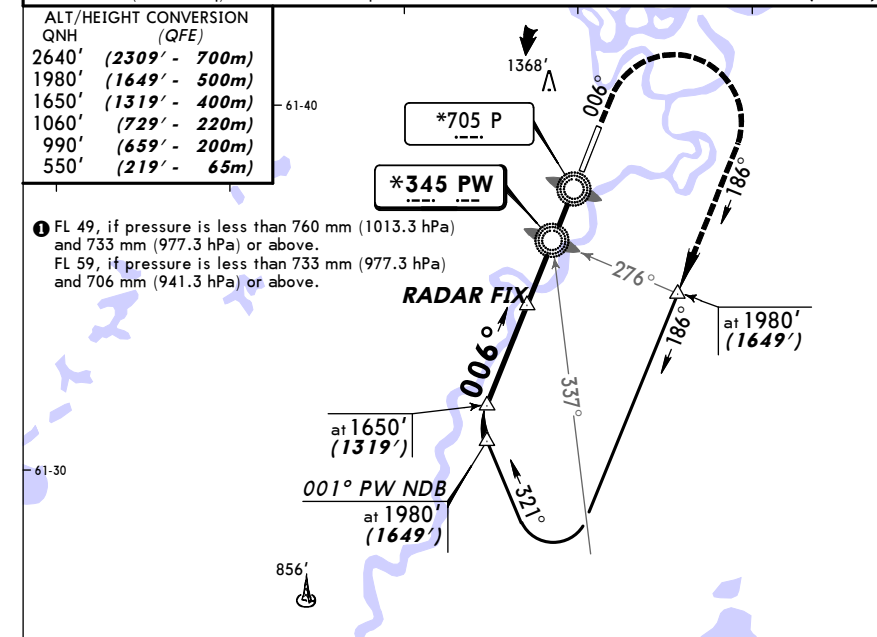 ALT/HEIGHT CONVERSION
QNH (QFE)
2640' (2309' - 700m)
1980' (1649' - 500m)
1650' (1319' - 400m)
1060' (729' - 220m)
990' (659' - 200m)
550' (219' - 65m)
61-40
1368'
*705 P
006°
*345 PW
186°
1 FL 49, if pressure is less than 760 mm (1013.3 hPa)
and 733 mm (977.3 hPa) or above.
FL 59, if pressure is less than 733 mm (977.3 hPa)
and 706 mm (941.3 hPa) or above.
276°
RADAR FIX
at 1980'
(1649')
186°
006°
337°
at 1650'
(1319')
61-30
001° PW NDB
at 1980'
(1649')
321°
856'